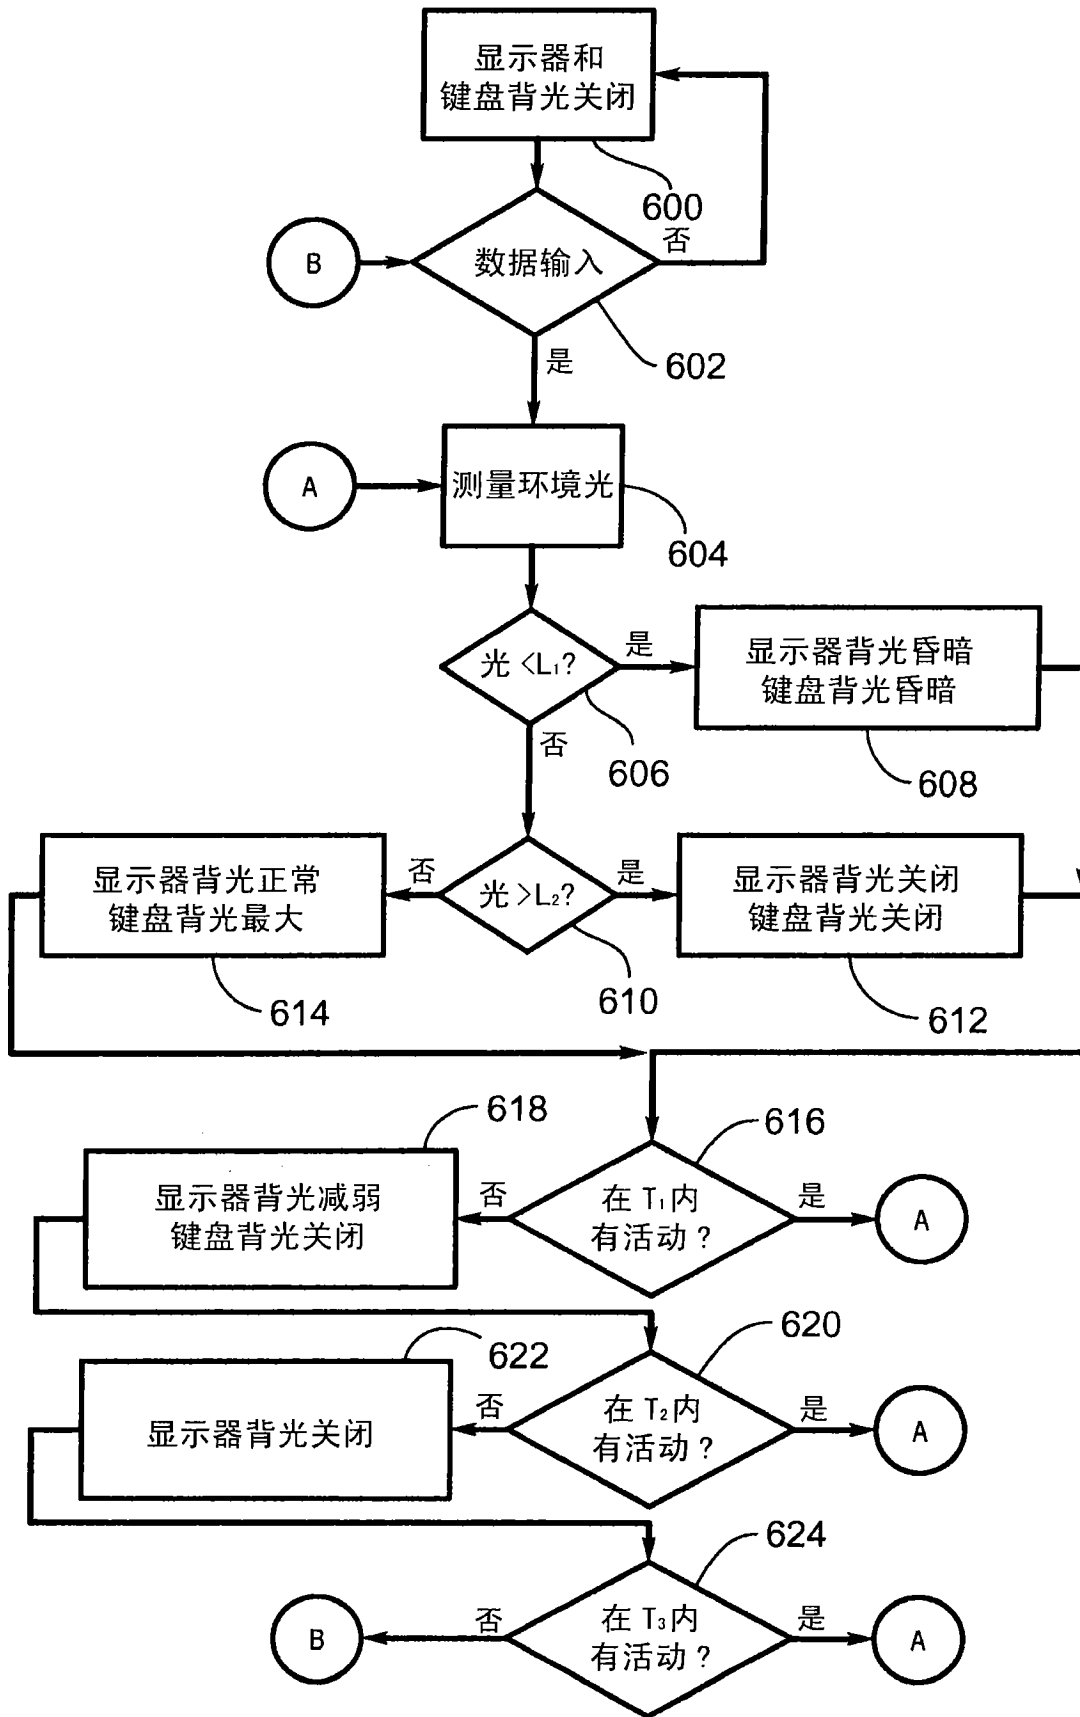 显示器和
键盘背光关闭
600
否
B
数据输入
602
是
A
测量环境光
604
光<L₁?
是
显示器背光昏暗
键盘背光昏暗
606
否
608
显示器背光正常
键盘背光最大
否
光>L₂?
是
显示器背光关闭
键盘背光关闭
614
610
612
618
616
显示器背光减弱
键盘背光关闭
否
在 T₁内
有活动？
是
A
622
620
显示器背光关闭
否
在 T₂内
有活动？
是
A
624
B
否
在 T₃内
有活动？
是
A